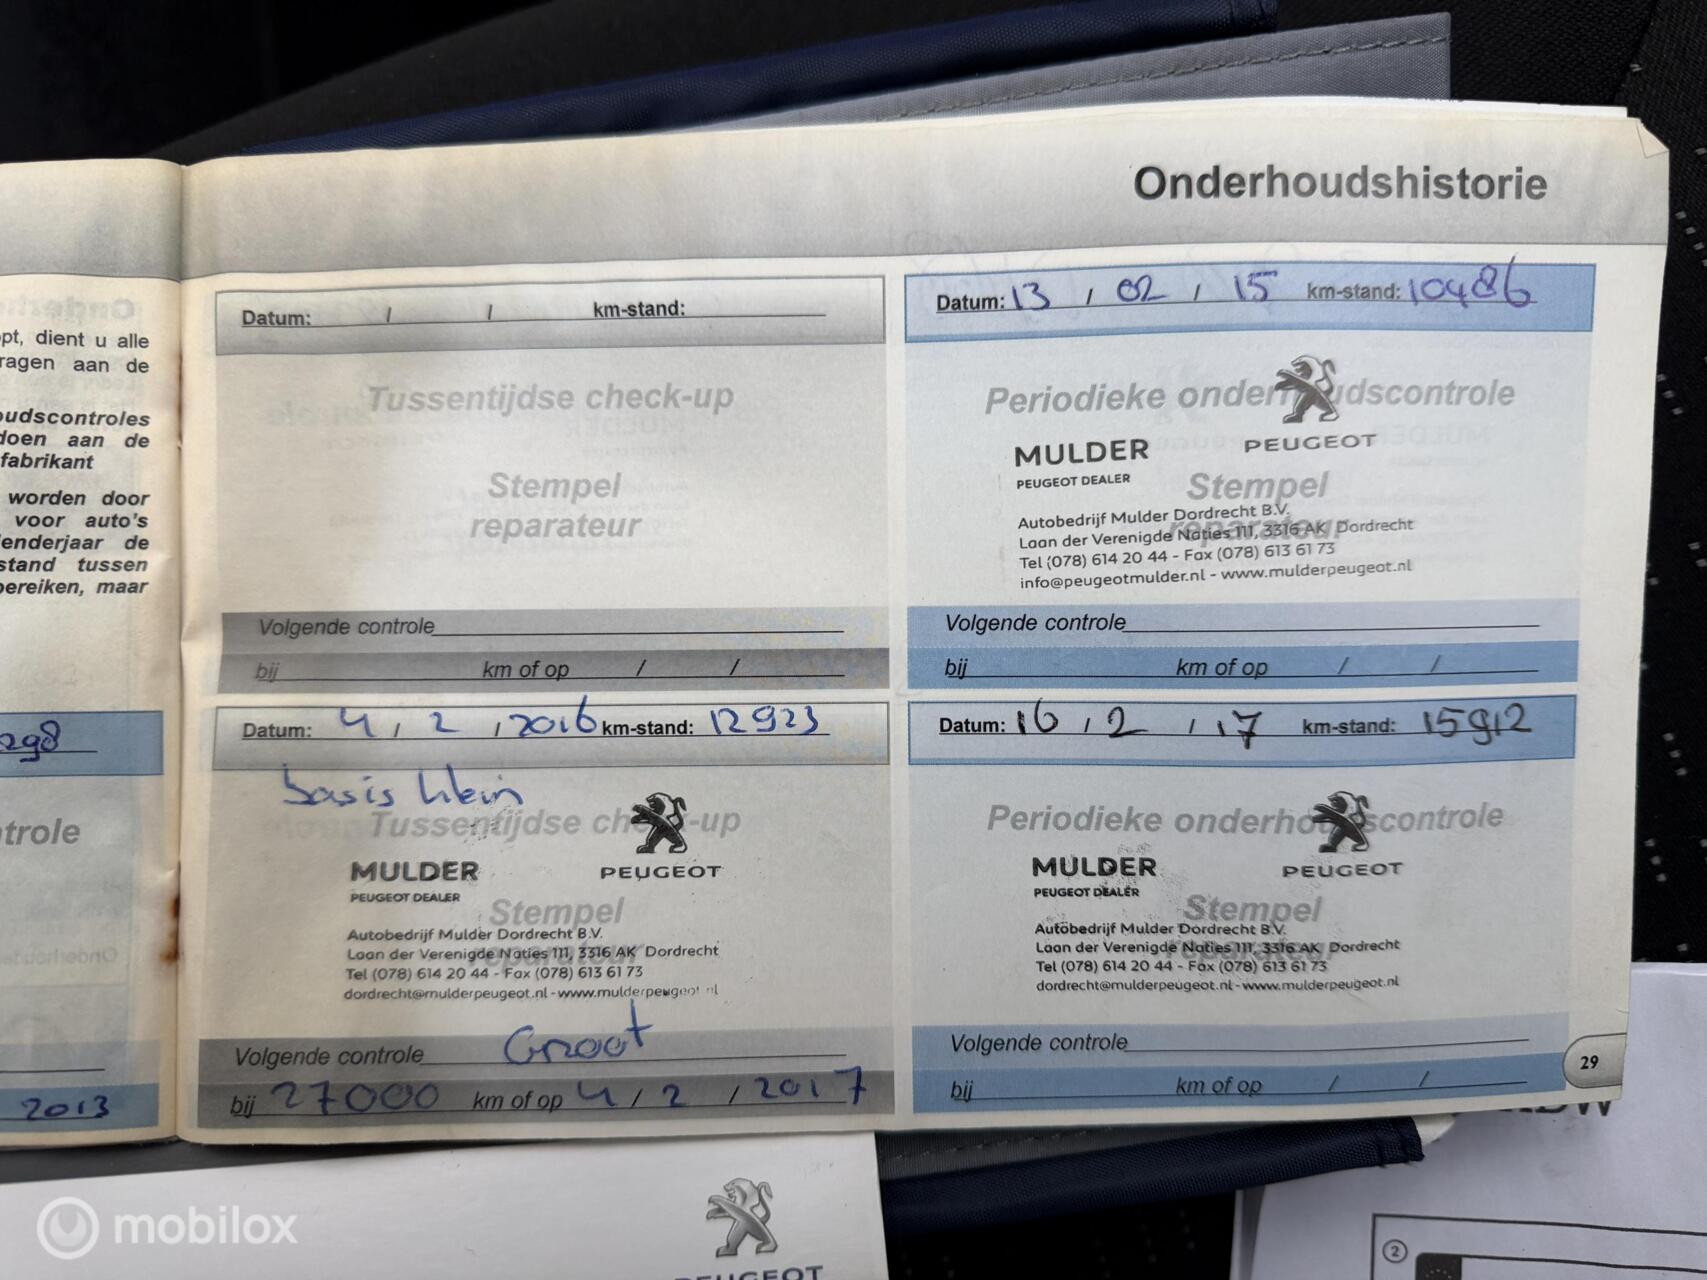 Onderhoudshistorie
pt, dient u alle
ragen aan de
oudscontroles
doen aan de
fabrikant
worden door
voor auto's
lenderjaar de
stand tussen
bereiken, maar
298
trole
2013
Datum: / / km-stand:
Tussentijdse check-up
Stempel
reparateur
Volgende controle
bij km of op / /
Datum: 13 / 02 / 15 km-stand: 10486
Periodieke onderhoudscontrole
PEUGEOT
MULDER
PEUGEOT DEALER
Stempel
reparateur
Autobedrijf Mulder Dordrecht B.V.
Laan der Verenigde Naties 111, 3316 AK Dordrecht
Tel (078) 614 20 44 - Fax (078) 613 61 73
info@peugeotmulder.nl - www.mulderpeugeot.nl
Volgende controle
bij km of op / /
Datum: 4 / 2 / 2016 km-stand: 12923
basis klein
Tussentijdse check-up
MULDER
PEUGEOT
PEUGEOT DEALER
Stempel
reparateur
Autobedrijf Mulder Dordrecht B.V.
Laan der Verenigde Naties 111, 3316 AK Dordrecht
Tel (078) 614 20 44 - Fax (078) 613 61 73
dordrecht@mulderpeugeot.nl - www.mulderpeugeot.nl
Volgende controle Groot
bij 27000 km of op 4 / 2 / 2017
Datum: 16 / 2 / 17 km-stand: 15912
Periodieke onderhoudscontrole
MULDER
PEUGEOT
PEUGEOT DEALER
Stempel
reparateur
Autobedrijf Mulder Dordrecht B.V.
Laan der Verenigde Naties 111, 3316 AK Dordrecht
Tel (078) 614 20 44 - Fax (078) 613 61 73
dordrecht@mulderpeugeot.nl - www.mulderpeugeot.nl
Volgende controle
bij km of op / /
29
mobilox
PEUGEOT
2